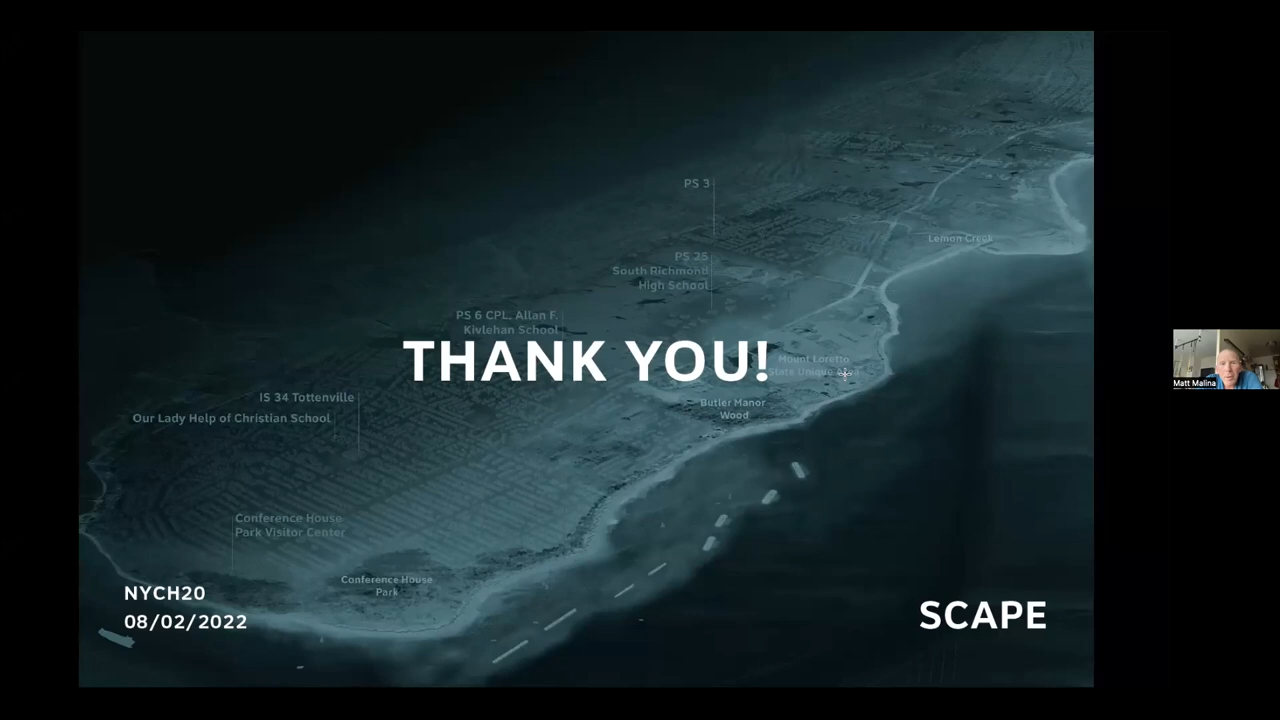 PS 3
Lemon Creek
PS 25
South Richmond
High School
PS 6 CPL. Allan F.
Kivlehan School
THANK YOU!
Mount Loretto
State Unique Area
Matt Malina
IS 34 Tottenville
Our Lady Help of Christian School
Butler Manor
Wood
Conference House
Park Visitor Center
Conference House
Park
NYCH20
08/02/2022
SCAPE